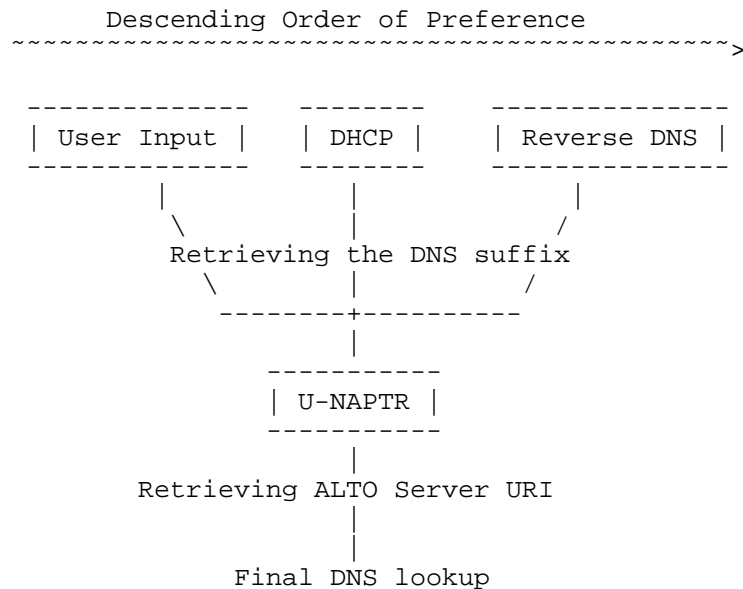 Descending Order of Preference
User Input DHCP Reverse DNS
Retrieving the DNS suffix
U-NAPTR
Retrieving ALTO Server URI
Final DNS lookup